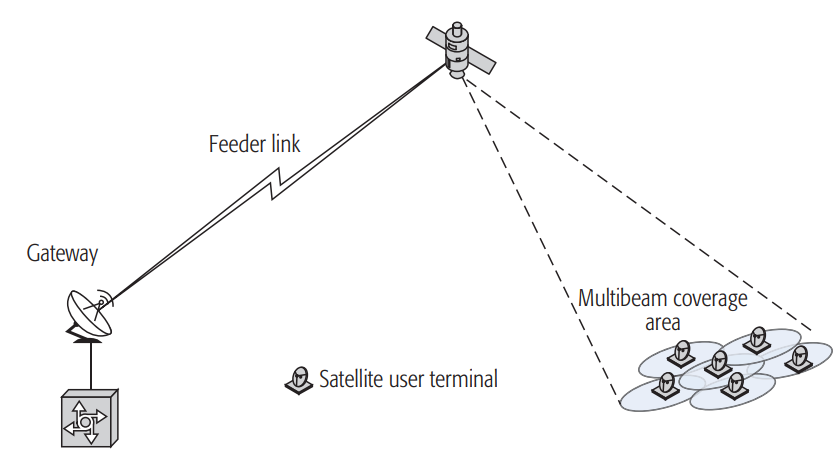 Feeder link
Gateway
Multibeam coverage
area
Satellite user terminal